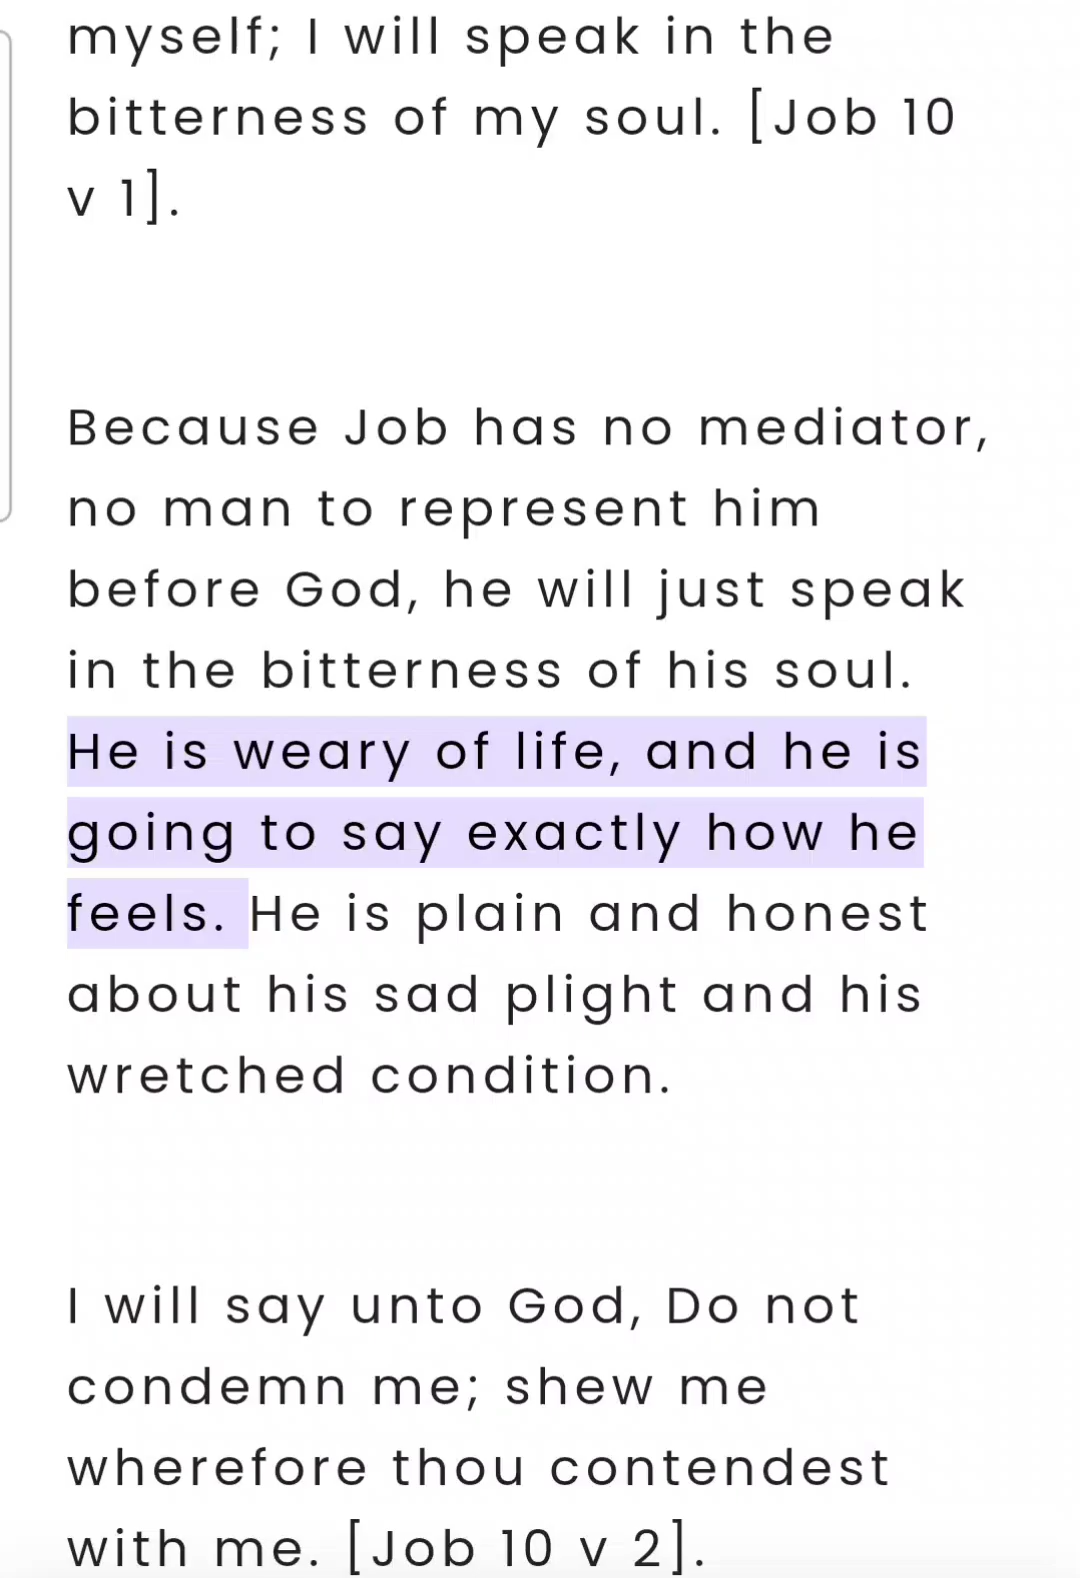 myself; I will speak in the
bitterness of my soul. [Job 10
v 1].
Because Job has no mediator,
no man to represent him
before God, he will just speak
in the bitterness of his soul.
He is weary of life, and he is
going to say exactly how he
feels. He is plain and honest
about his sad plight and his
wretched condition.
I will say unto God, Do not
condemn me; shew me
wherefore thou contendest
with me. [Job 10 v 2].